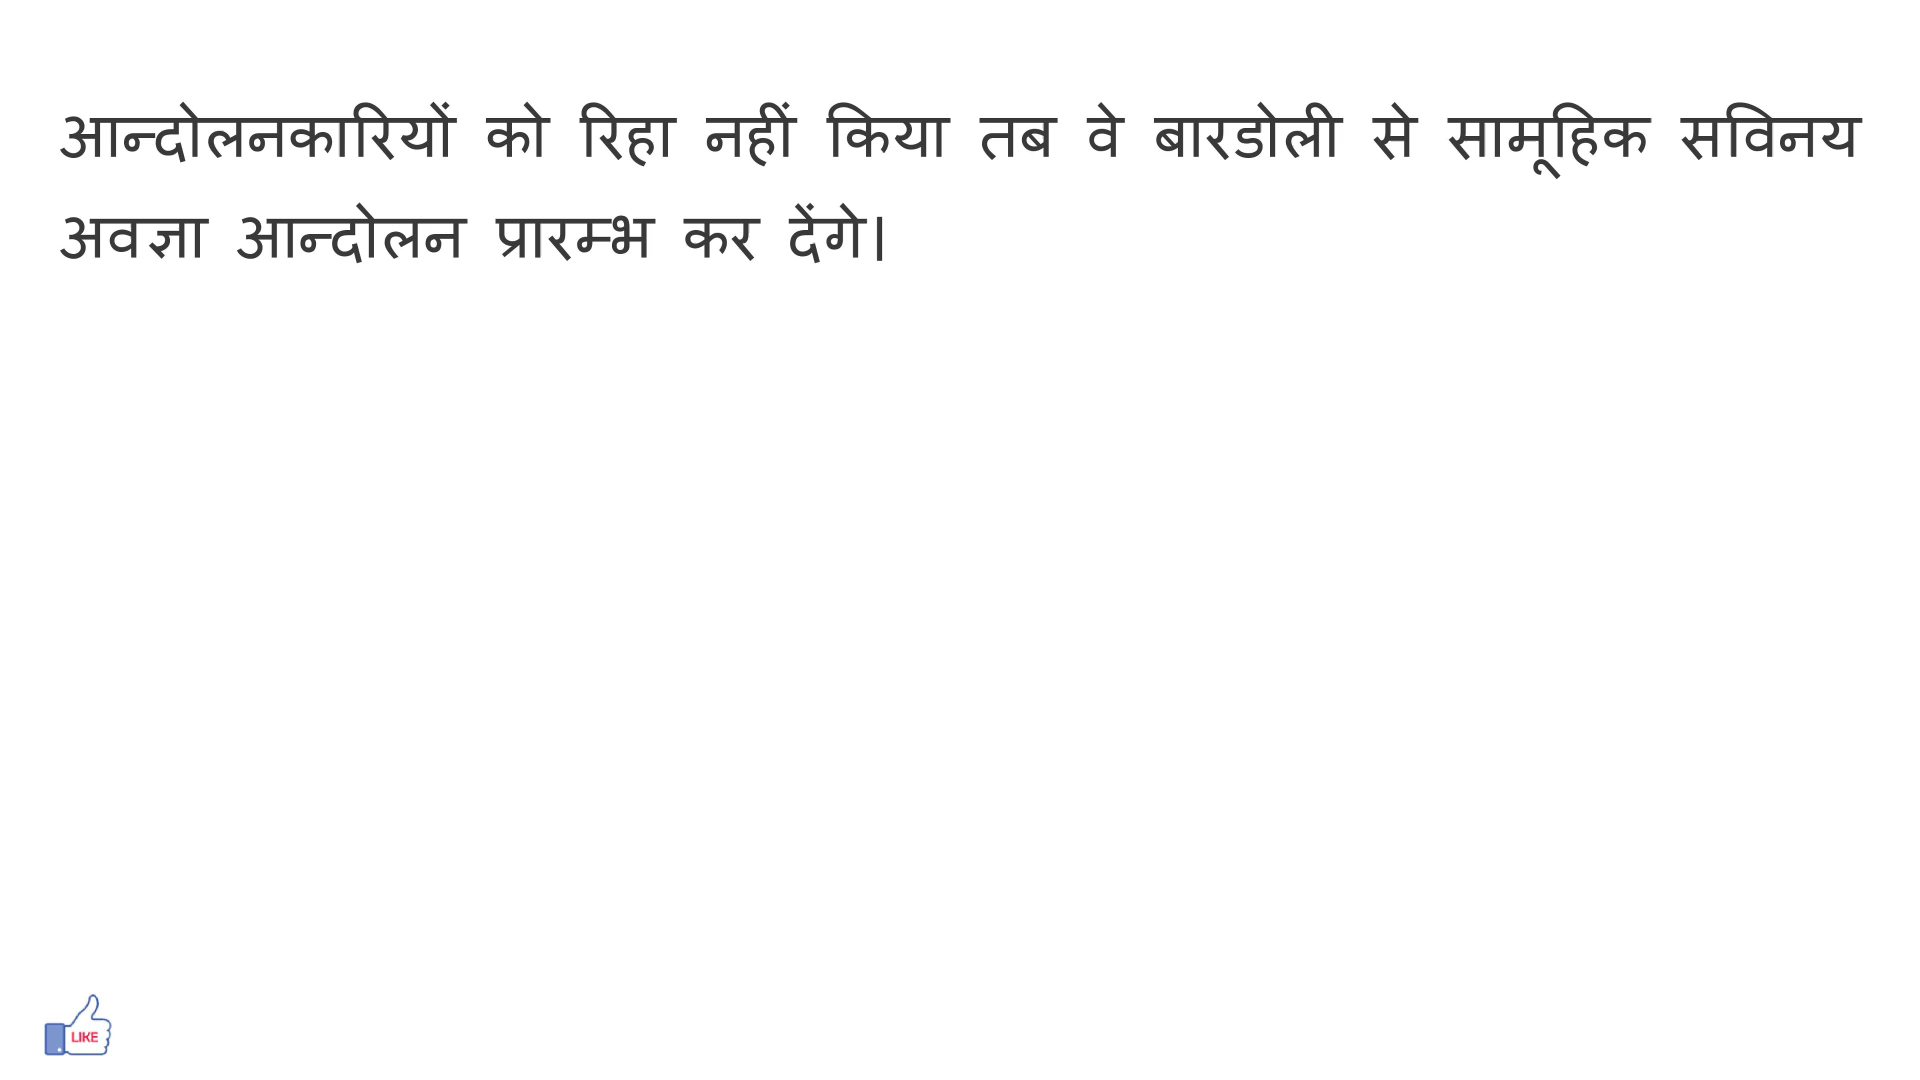 आन्दोलनकारियों को रिहा नहीं किया तब वे बारडोली से सामूहिक सविनय
अवज्ञा आन्दोलन प्रारम्भ कर देंगे।
LIKE